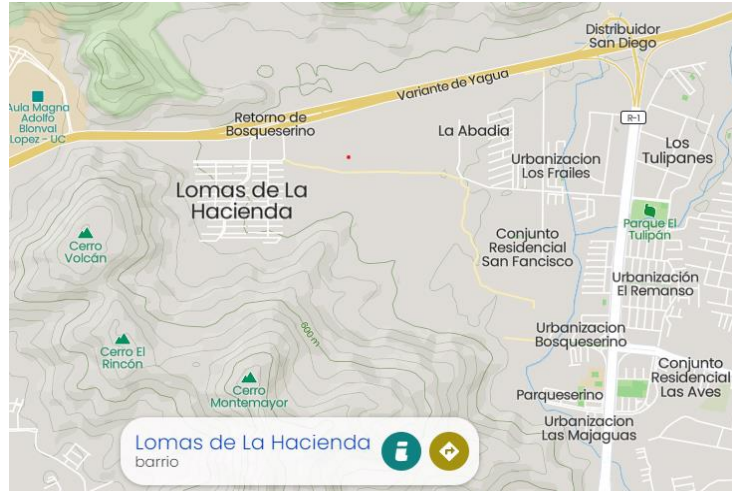 Distribuidor
San Diego
Variante de Yagua
Aula Magna
Adolfo
Blonval
Lopez - UC
R-1
Retorno de
Bosqueserino
La Abadia
Los
Tulipanes
Urbanizacion
Los Frailes
Lomas de La
Hacienda
Parque El
Tulipán
Cerro
Volcán
Conjunto
Residencial
San Fancisco
Urbanización
El Remanso
600 m
Urbanizacion
Bosqueserino
Cerro El
Rincón
Conjunto
Residencial
Las Aves
Cerro
Montemayor
Parqueserino
Urbanizacion
Las Majaguas
Lomas de La Hacienda
barrio